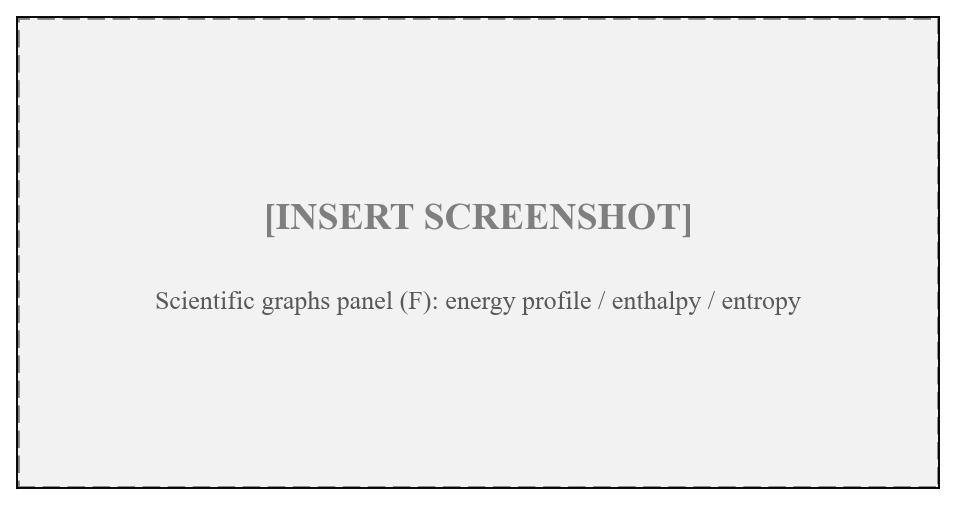 [INSERT SCREENSHOT]
Scientific graphs panel (F): energy profile / enthalpy / entropy